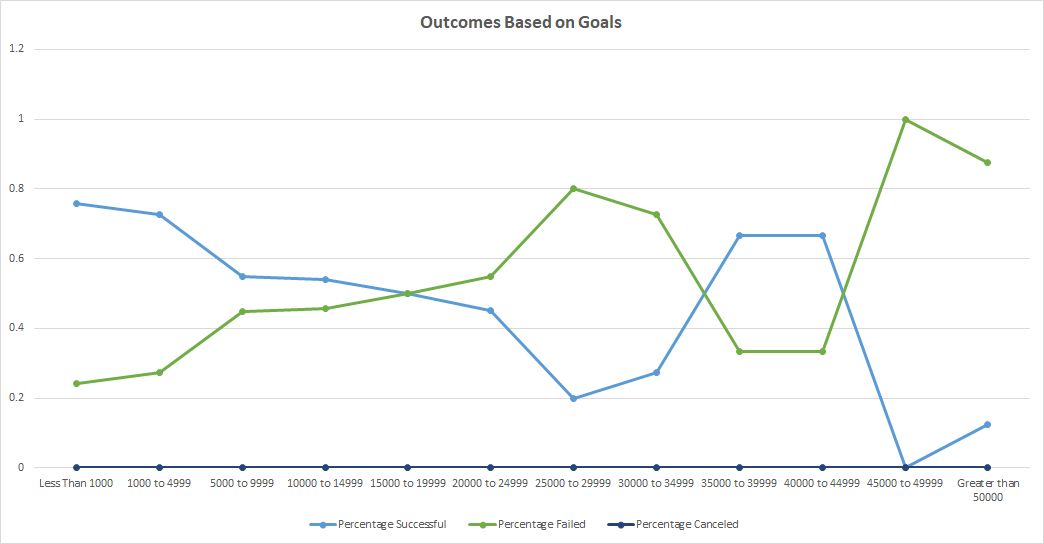 Outcomes Based on Goals
1.2
1
0.8
0.6
0.4
0.2
0
Less Than 1000 1000 to 4999 5000 to 9999 10000 to 14999 15000 to 19999 20000 to 24999 25000 to 29999 30000 to 34999 35000 to 39999 40000 to 44999 45000 to 49999 Greater than
50000
Percentage Successful Percentage Failed Percentage Canceled